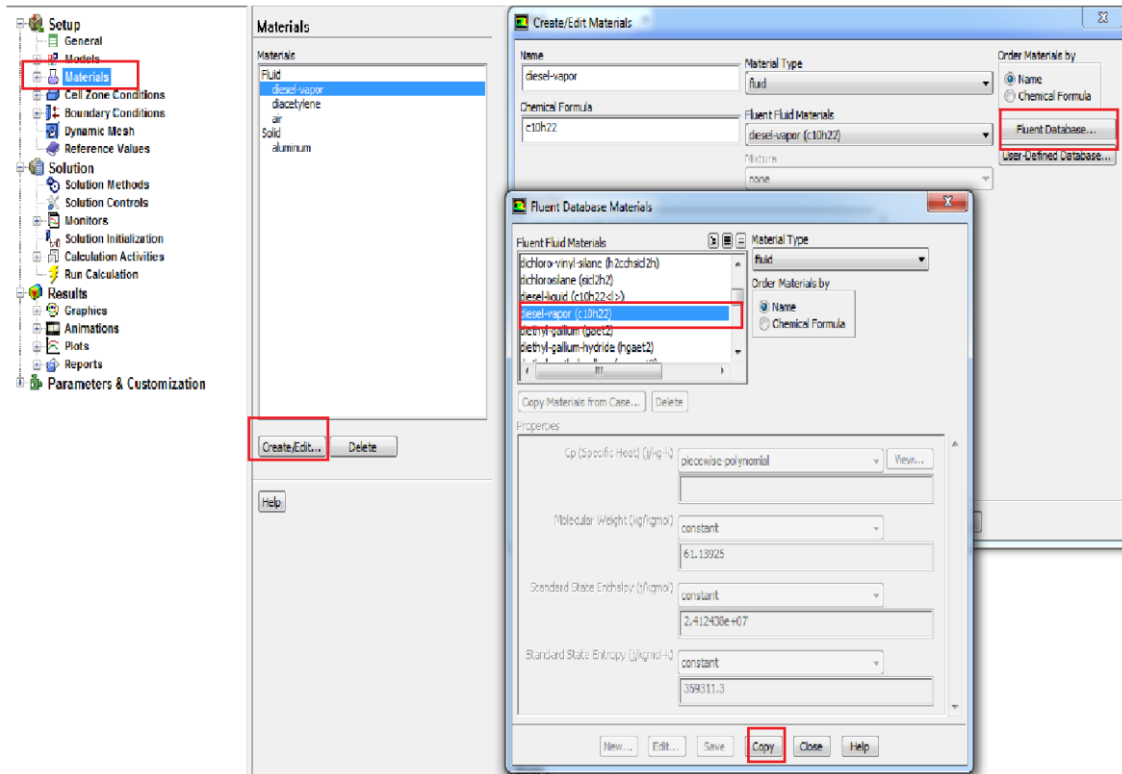 Setup
General
Models
Materials
Cell Zone Conditions
Boundary Conditions
Dynamic Mesh
Reference Values
Solution
Solution Methods
Solution Controls
Monitors
Solution Initialization
Calculation Activities
Run Calculation
Results
Graphics
Animations
Plots
Reports
Parameters & Customization
Materials
Materials
Fluid
diesel-vapor
diacetylene
air
Solid
aluminum
Create/Edit... Delete
Help
Create/Edit Materials
Name
diesel-vapor
Chemical Formula
c10h22
Material Type
fluid
Fluent Fluid Materials
diesel-vapor (c10h22)
Mixture
none
Order Materials by
Name
Chemical Formula
Fluent Database...
User-Defined Database...
Fluent Database Materials
Fluent Fluid Materials
dichloro-vinyl-silane (h2cchsicl2h)
dichlorosilane (sicl2h2)
diesel-liquid (c10h22<l>)
diesel-vapor (c10h22)
diethyl-gallium (gaet2)
diethyl-gallium-hydride (hgaet2)
Material Type
fluid
Order Materials by
Name
Chemical Formula
Copy Materials from Case... Delete
Properties
Cp (Specific Heat) (j/kg-k) piecewise-polynomial View...
Molecular Weight (kg/kgmol) constant
61.13925
Standard State Enthalpy (j/kgmol) constant
2.412438e+07
Standard State Entropy (j/kgmol-k) constant
359311.3
New... Edit... Save Copy Close Help